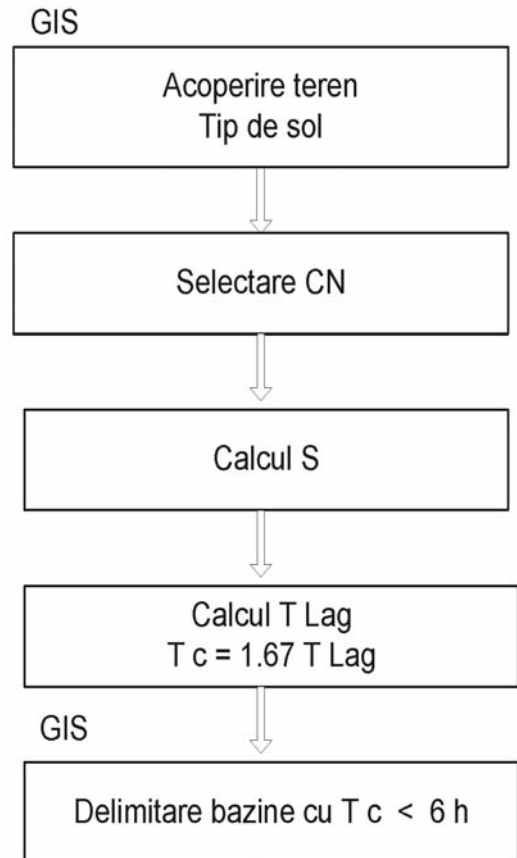 GIS
Acoperire teren
Tip de sol
Selectare CN
Calcul S
Calcul T Lag
T c = 1.67 T Lag
GIS
Delimitare bazine cu T c < 6 h